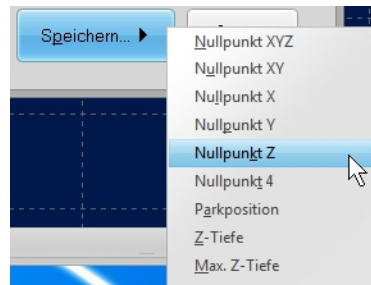 Speichern...
Nullpunkt XYZ
Nullpunkt XY
Nullpunkt X
Nullpunkt Y
Nullpunkt Z
Nullpunkt 4
Parkposition
Z-Tiefe
Max. Z-Tiefe